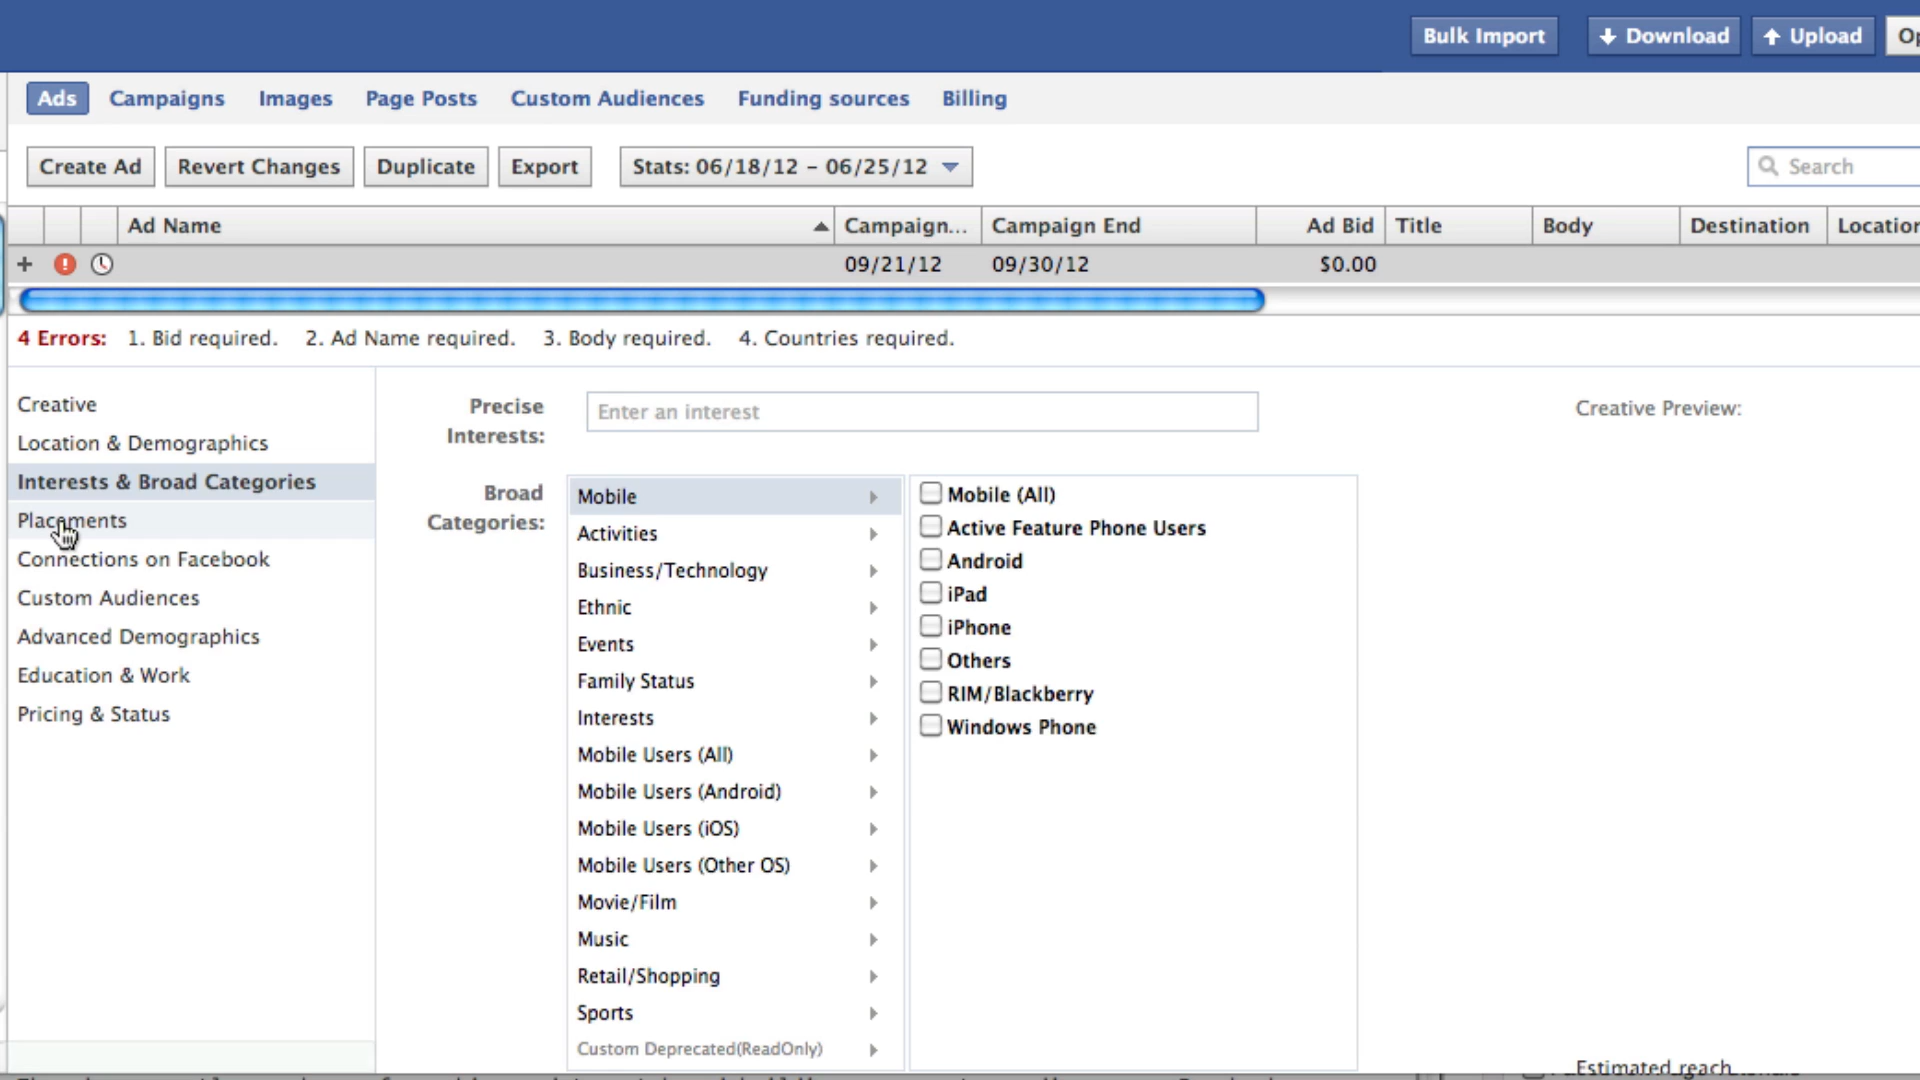 Bulk Import Download Upload Op
Ads Campaigns Images Page Posts Custom Audiences Funding sources Billing
Create Ad Revert Changes Duplicate Export Stats: 06/18/12 – 06/25/12 Search
Ad Name Campaign... Campaign End Ad Bid Title Body Destination Location
+ 09/21/12 09/30/12 $0.00
4 Errors: 1. Bid required. 2. Ad Name required. 3. Body required. 4. Countries required.
Creative
Location & Demographics
Interests & Broad Categories
Placements
Connections on Facebook
Custom Audiences
Advanced Demographics
Education & Work
Pricing & Status
Precise
Interests:
Enter an interest
Broad
Categories:
Mobile
Activities
Business/Technology
Ethnic
Events
Family Status
Interests
Mobile Users (All)
Mobile Users (Android)
Mobile Users (iOS)
Mobile Users (Other OS)
Movie/Film
Music
Retail/Shopping
Sports
Custom Deprecated(ReadOnly)
Mobile (All)
Active Feature Phone Users
Android
iPad
iPhone
Others
RIM/Blackberry
Windows Phone
Creative Preview:
Estimated reach